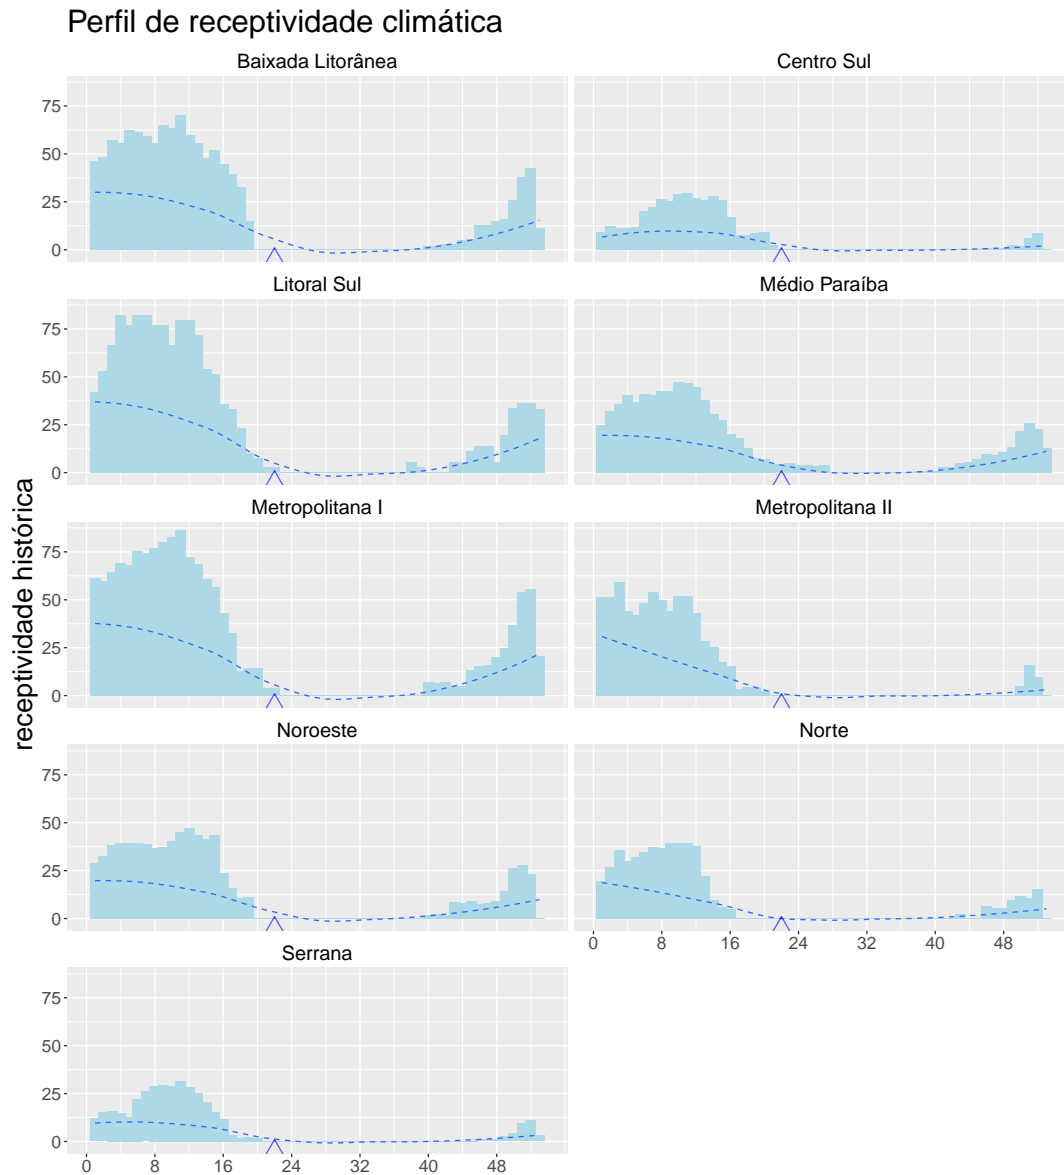 Perfil de receptividade climática
Baixada Litorânea
Centro Sul
75
50
25
0
Litoral Sul
Médio Paraíba
75
50
25
0
receptividade histórica
Metropolitana I
Metropolitana II
75
50
25
0
Noroeste
Norte
75
50
25
0
0 8 16 24 32 40 48
Serrana
75
50
25
0
0 8 16 24 32 40 48